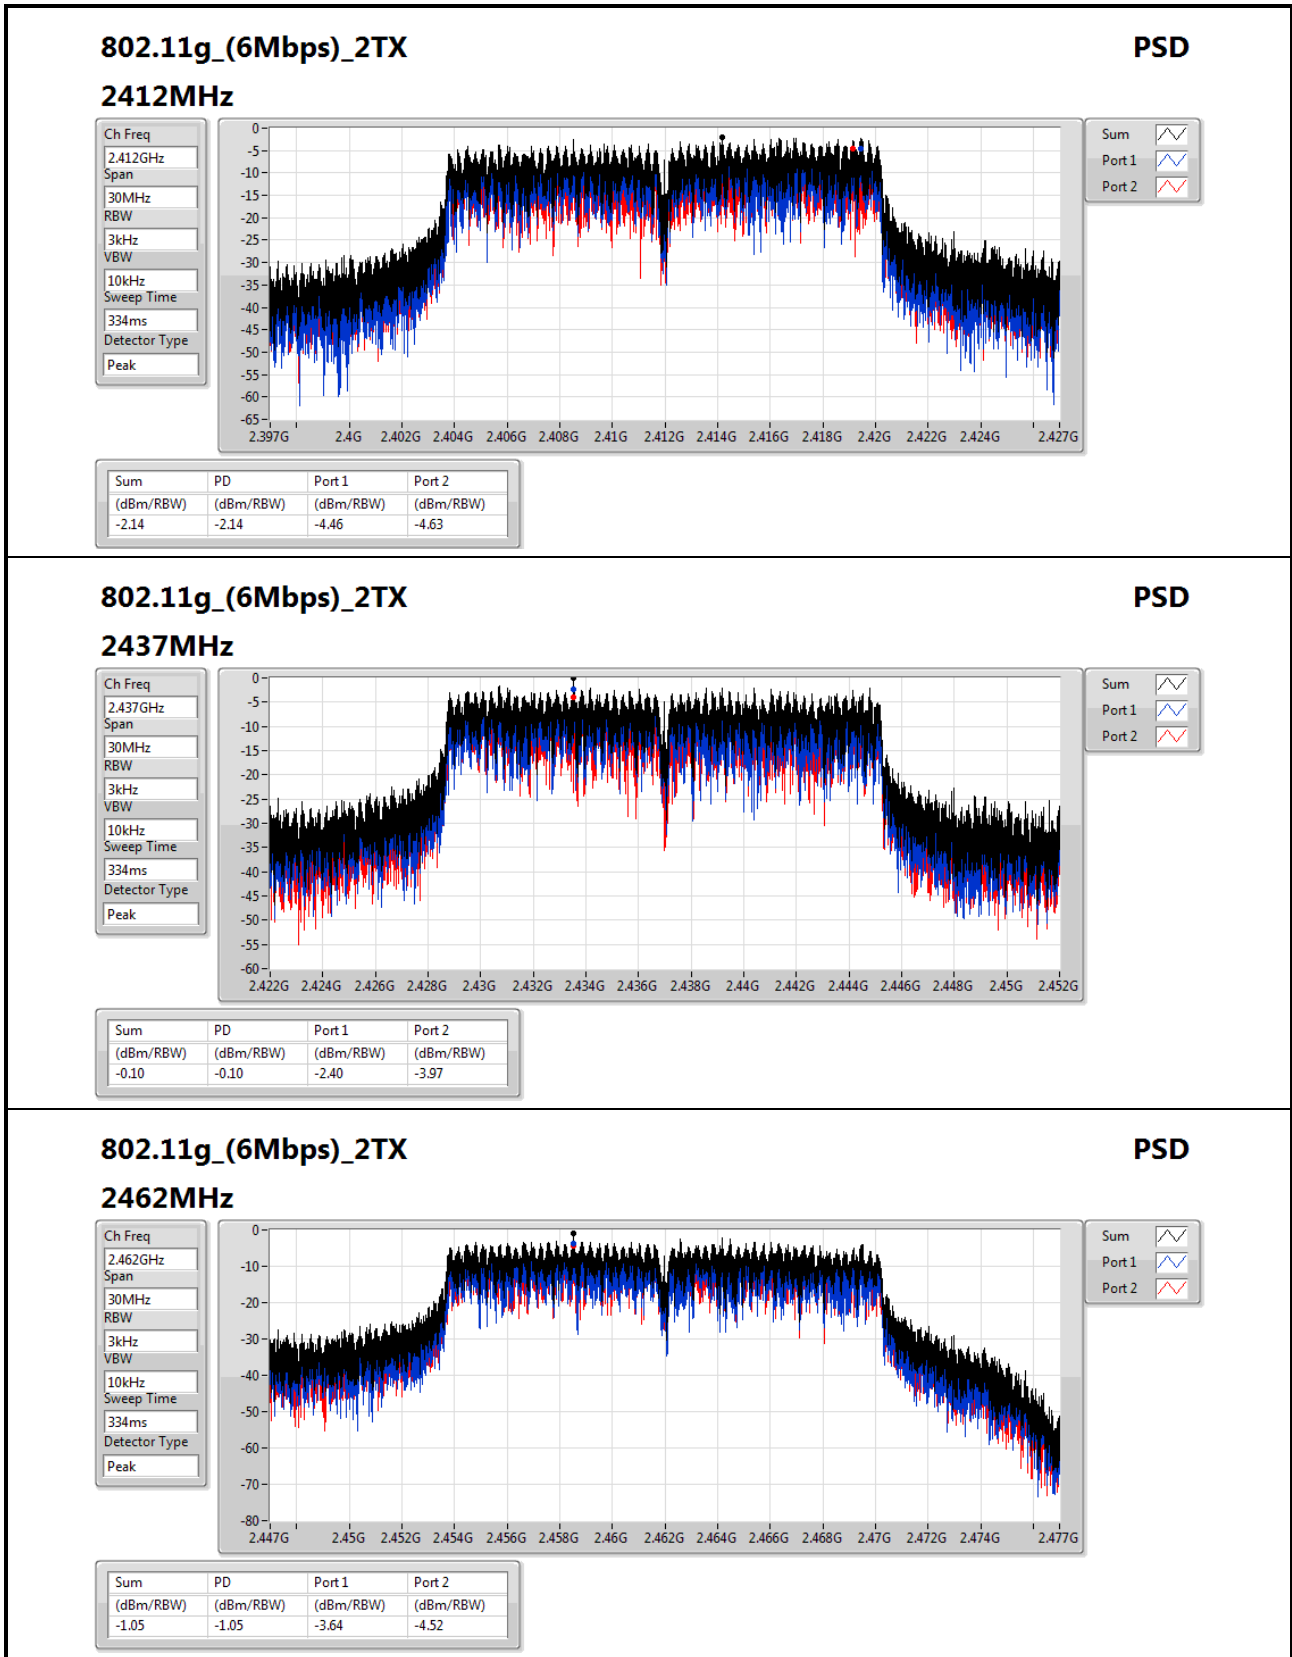 802.11g_(6Mbps)_2TX PSD
2412MHz
Ch Freq
2.412GHz
Span
30MHz
RBW
3kHz
VBW
10kHz
Sweep Time
334ms
Detector Type
Peak
0
-5
-10
-15
-20
-25
-30
-35
-40
-45
-50
-55
-60
-65
2.397G 2.4G 2.402G 2.404G 2.406G 2.408G 2.41G 2.412G 2.414G 2.416G 2.418G 2.42G 2.422G 2.424G 2.427G
Sum
Port 1
Port 2
Sum PD Port 1 Port 2
(dBm/RBW) (dBm/RBW) (dBm/RBW) (dBm/RBW)
-2.14 -2.14 -4.46 -4.63
802.11g_(6Mbps)_2TX PSD
2437MHz
Ch Freq
2.437GHz
Span
30MHz
RBW
3kHz
VBW
10kHz
Sweep Time
334ms
Detector Type
Peak
0
-5
-10
-15
-20
-25
-30
-35
-40
-45
-50
-55
-60
2.422G 2.424G 2.426G 2.428G 2.43G 2.432G 2.434G 2.436G 2.438G 2.44G 2.442G 2.444G 2.446G 2.448G 2.45G 2.452G
Sum
Port 1
Port 2
Sum PD Port 1 Port 2
(dBm/RBW) (dBm/RBW) (dBm/RBW) (dBm/RBW)
-0.10 -0.10 -2.40 -3.97
802.11g_(6Mbps)_2TX PSD
2462MHz
Ch Freq
2.462GHz
Span
30MHz
RBW
3kHz
VBW
10kHz
Sweep Time
334ms
Detector Type
Peak
0
-10
-20
-30
-40
-50
-60
-70
-80
2.447G 2.45G 2.452G 2.454G 2.456G 2.458G 2.46G 2.462G 2.464G 2.466G 2.468G 2.47G 2.472G 2.474G 2.477G
Sum
Port 1
Port 2
Sum PD Port 1 Port 2
(dBm/RBW) (dBm/RBW) (dBm/RBW) (dBm/RBW)
-1.05 -1.05 -3.64 -4.52